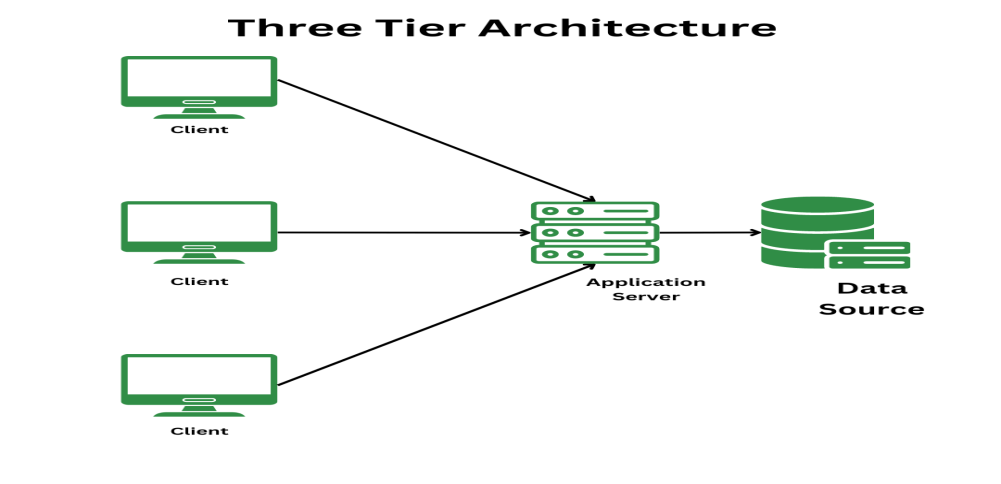 Three Tier Architecture
Client
Client
Application
Server
Data
Source
Client